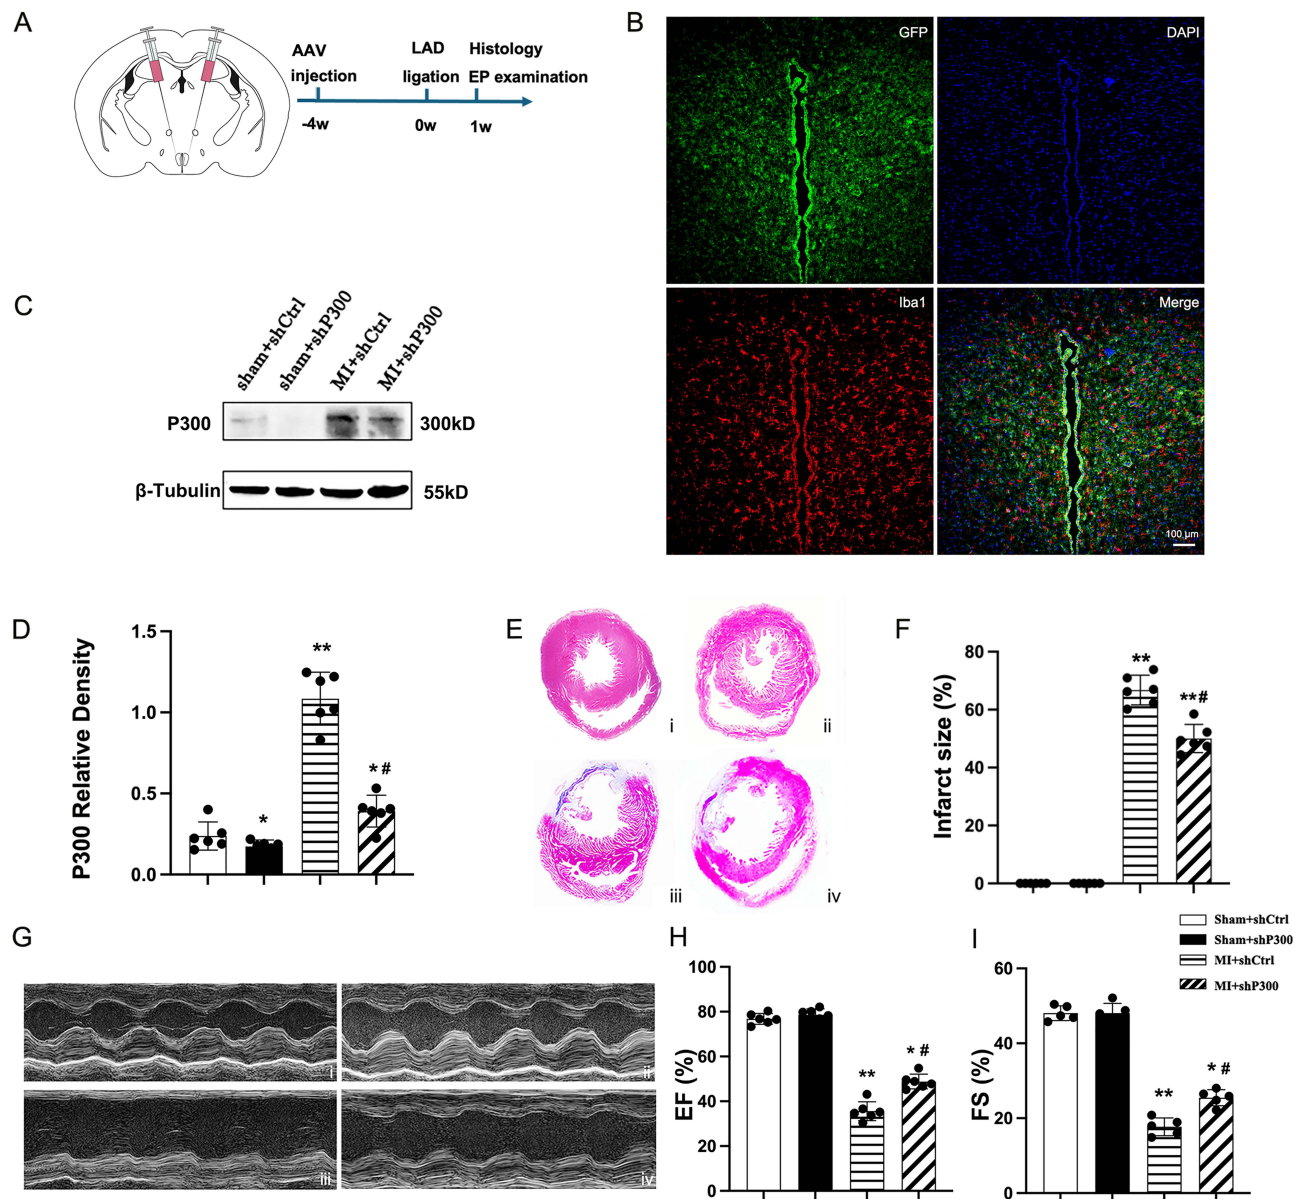 A
AAV
injection
LAD
ligation
Histology
EP examination
-4w
0w
1w
B
GFP
DAPI
Iba1
Merge
100 µm
C
sham+shCtrl
sham+shP300
MI+shCtrl
MI+shP300
P300
300kD
β-Tubulin
55kD
D
P300 Relative Density
1.5
1.0
0.5
0.0
*
**
* #
E
i
ii
iii
iv
F
Infarct size (%)
80
60
40
20
0
**
**#
G
i
ii
iii
iv
H
EF (%)
100
80
60
40
20
0
**
* #
I
FS (%)
60
40
20
0
**
* #
Sham+shCtrl
Sham+shP300
MI+shCtrl
MI+shP300